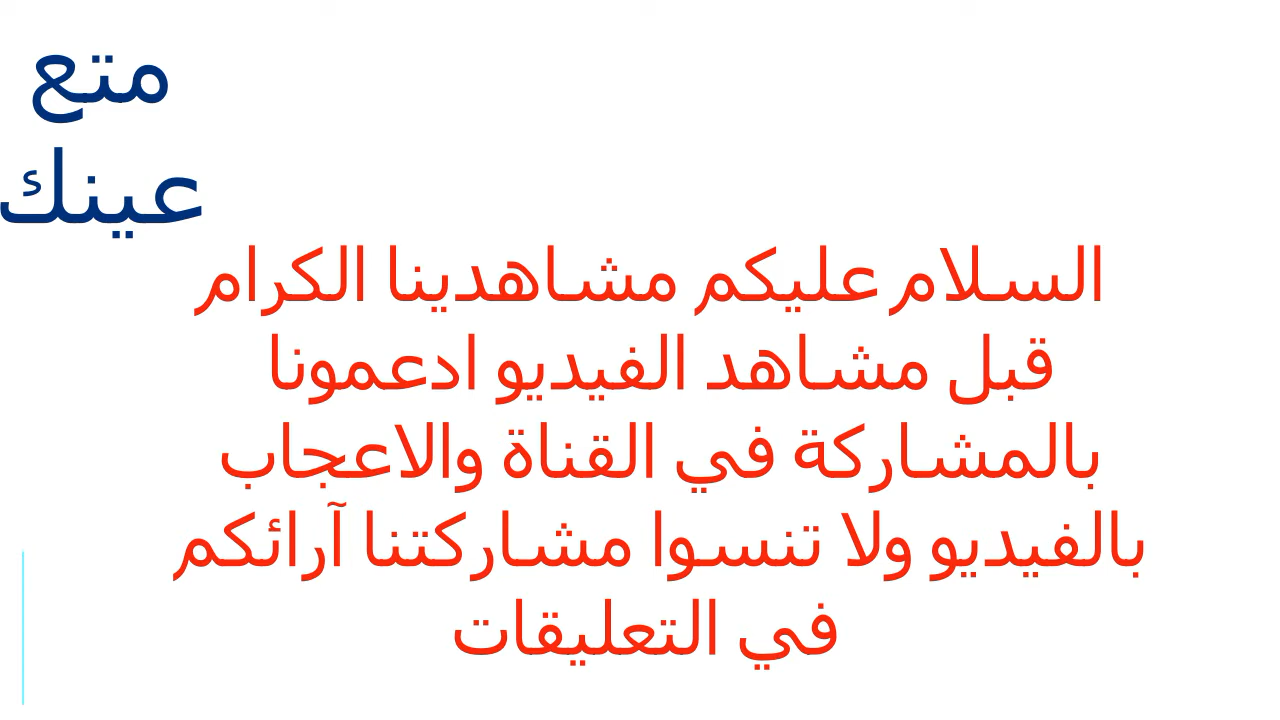 متع
عينك
السلام عليكم مشاهدينا الكرام
قبل مشاهد الفيديو ادعمونا
بالمشاركة في القناة والاعجاب
بالفيديو ولا تنسوا مشاركتنا آرائكم
في التعليقات